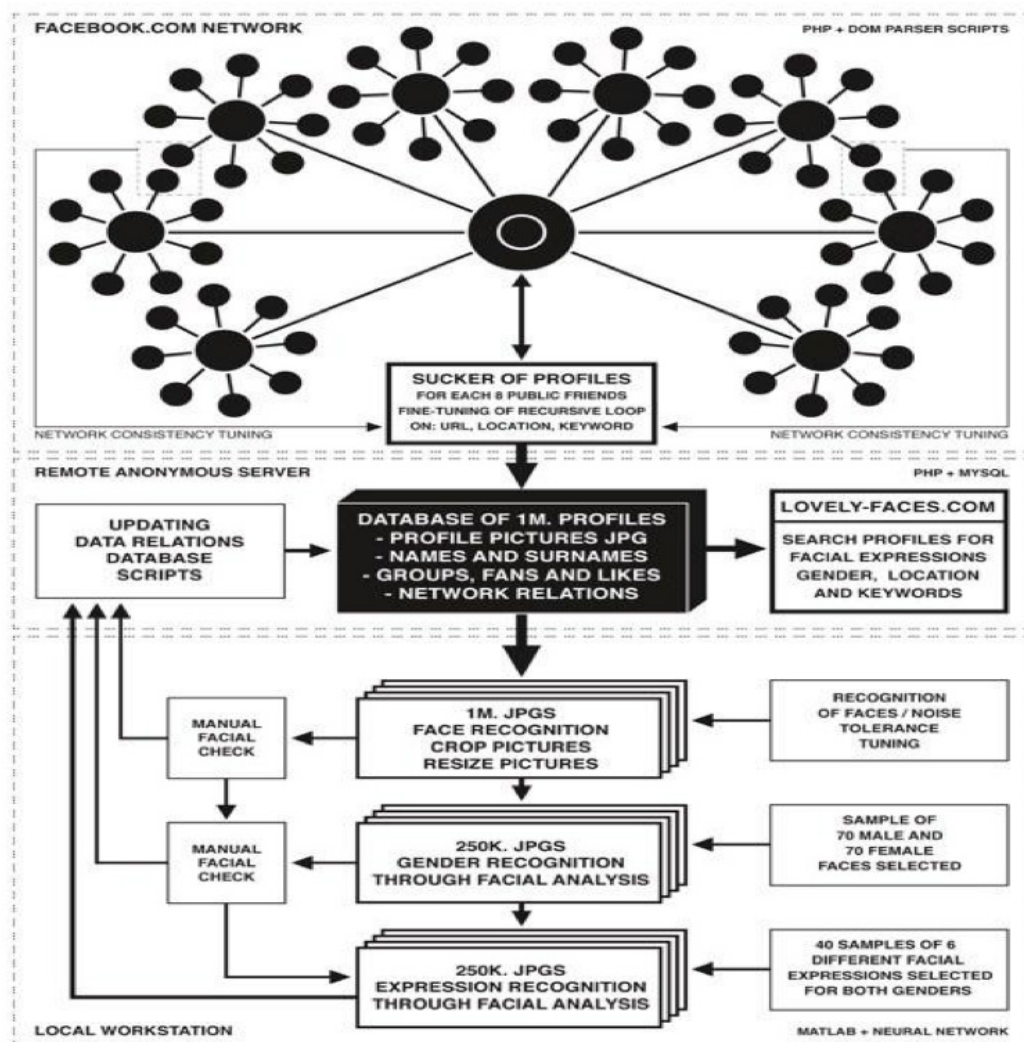 FACEBOOK.COM NETWORK
PHP + DOM PARSER SCRIPTS
SUCKER OF PROFILES
FOR EACH 8 PUBLIC FRIENDS
FINE-TUNING OF RECURSIVE LOOP
ON: URL, LOCATION, KEYWORD
NETWORK CONSISTENCY TUNING
NETWORK CONSISTENCY TUNING
REMOTE ANONYMOUS SERVER
PHP + MYSQL
UPDATING
DATA RELATIONS
DATABASE
SCRIPTS
DATABASE OF 1M. PROFILES
- PROFILE PICTURES JPG
- NAMES AND SURNAMES
- GROUPS, FANS AND LIKES
- NETWORK RELATIONS
LOVELY-FACES.COM
SEARCH PROFILES FOR
FACIAL EXPRESSIONS
GENDER, LOCATION
AND KEYWORDS
MANUAL
FACIAL
CHECK
1M. JPGS
FACE RECOGNITION
CROP PICTURES
RESIZE PICTURES
RECOGNITION
OF FACES / NOISE
TOLERANCE
TUNING
MANUAL
FACIAL
CHECK
250K. JPGS
GENDER RECOGNITION
THROUGH FACIAL ANALYSIS
SAMPLE OF
70 MALE AND
70 FEMALE
FACES SELECTED
250K. JPGS
EXPRESSION RECOGNITION
THROUGH FACIAL ANALYSIS
40 SAMPLES OF 6
DIFFERENT FACIAL
EXPRESSIONS SELECTED
FOR BOTH GENDERS
LOCAL WORKSTATION
MATLAB + NEURAL NETWORK